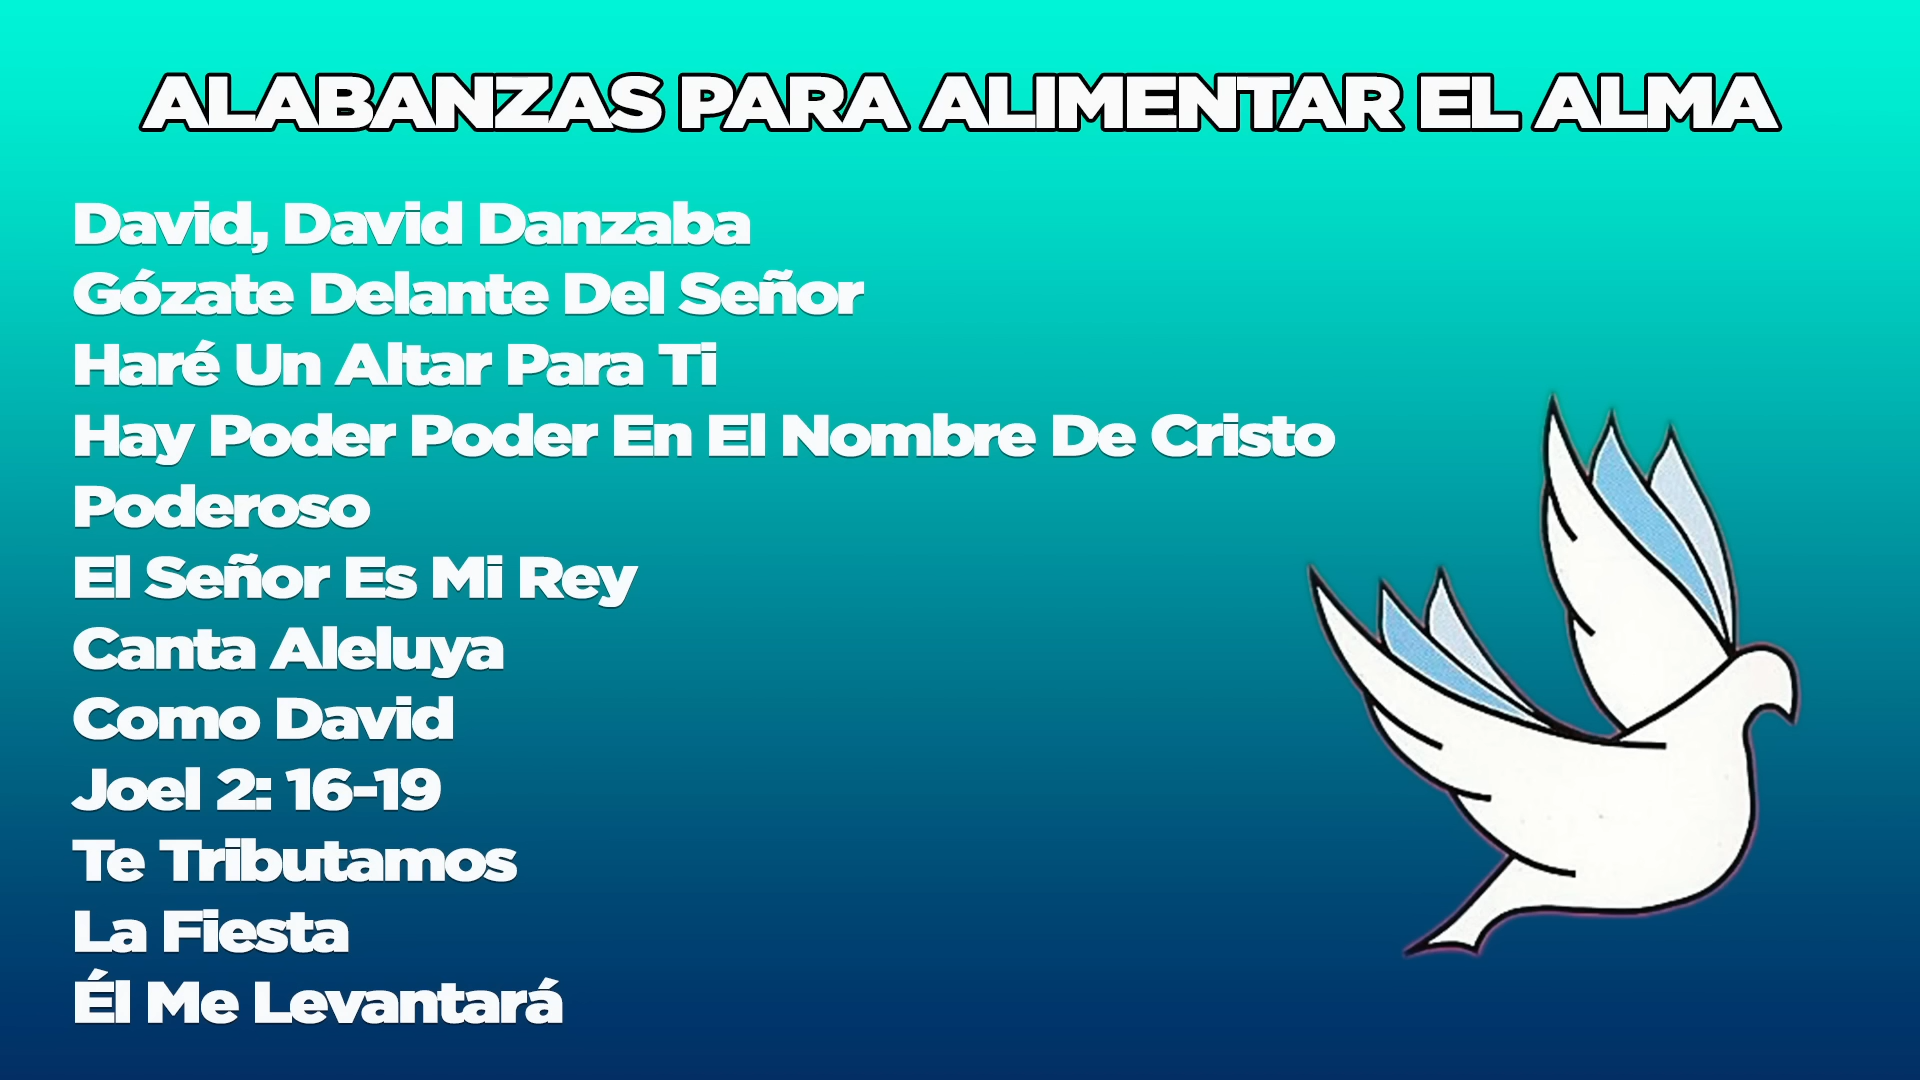 ALABANZAS PARA ALIMENTAR EL ALMA
David, David Danzaba
Gózate Delante Del Señor
Haré Un Altar Para Ti
Hay Poder Poder En El Nombre De Cristo
Poderoso
El Señor Es Mi Rey
Canta Aleluya
Como David
Joel 2: 16-19
Te Tributamos
La Fiesta
Él Me Levantará